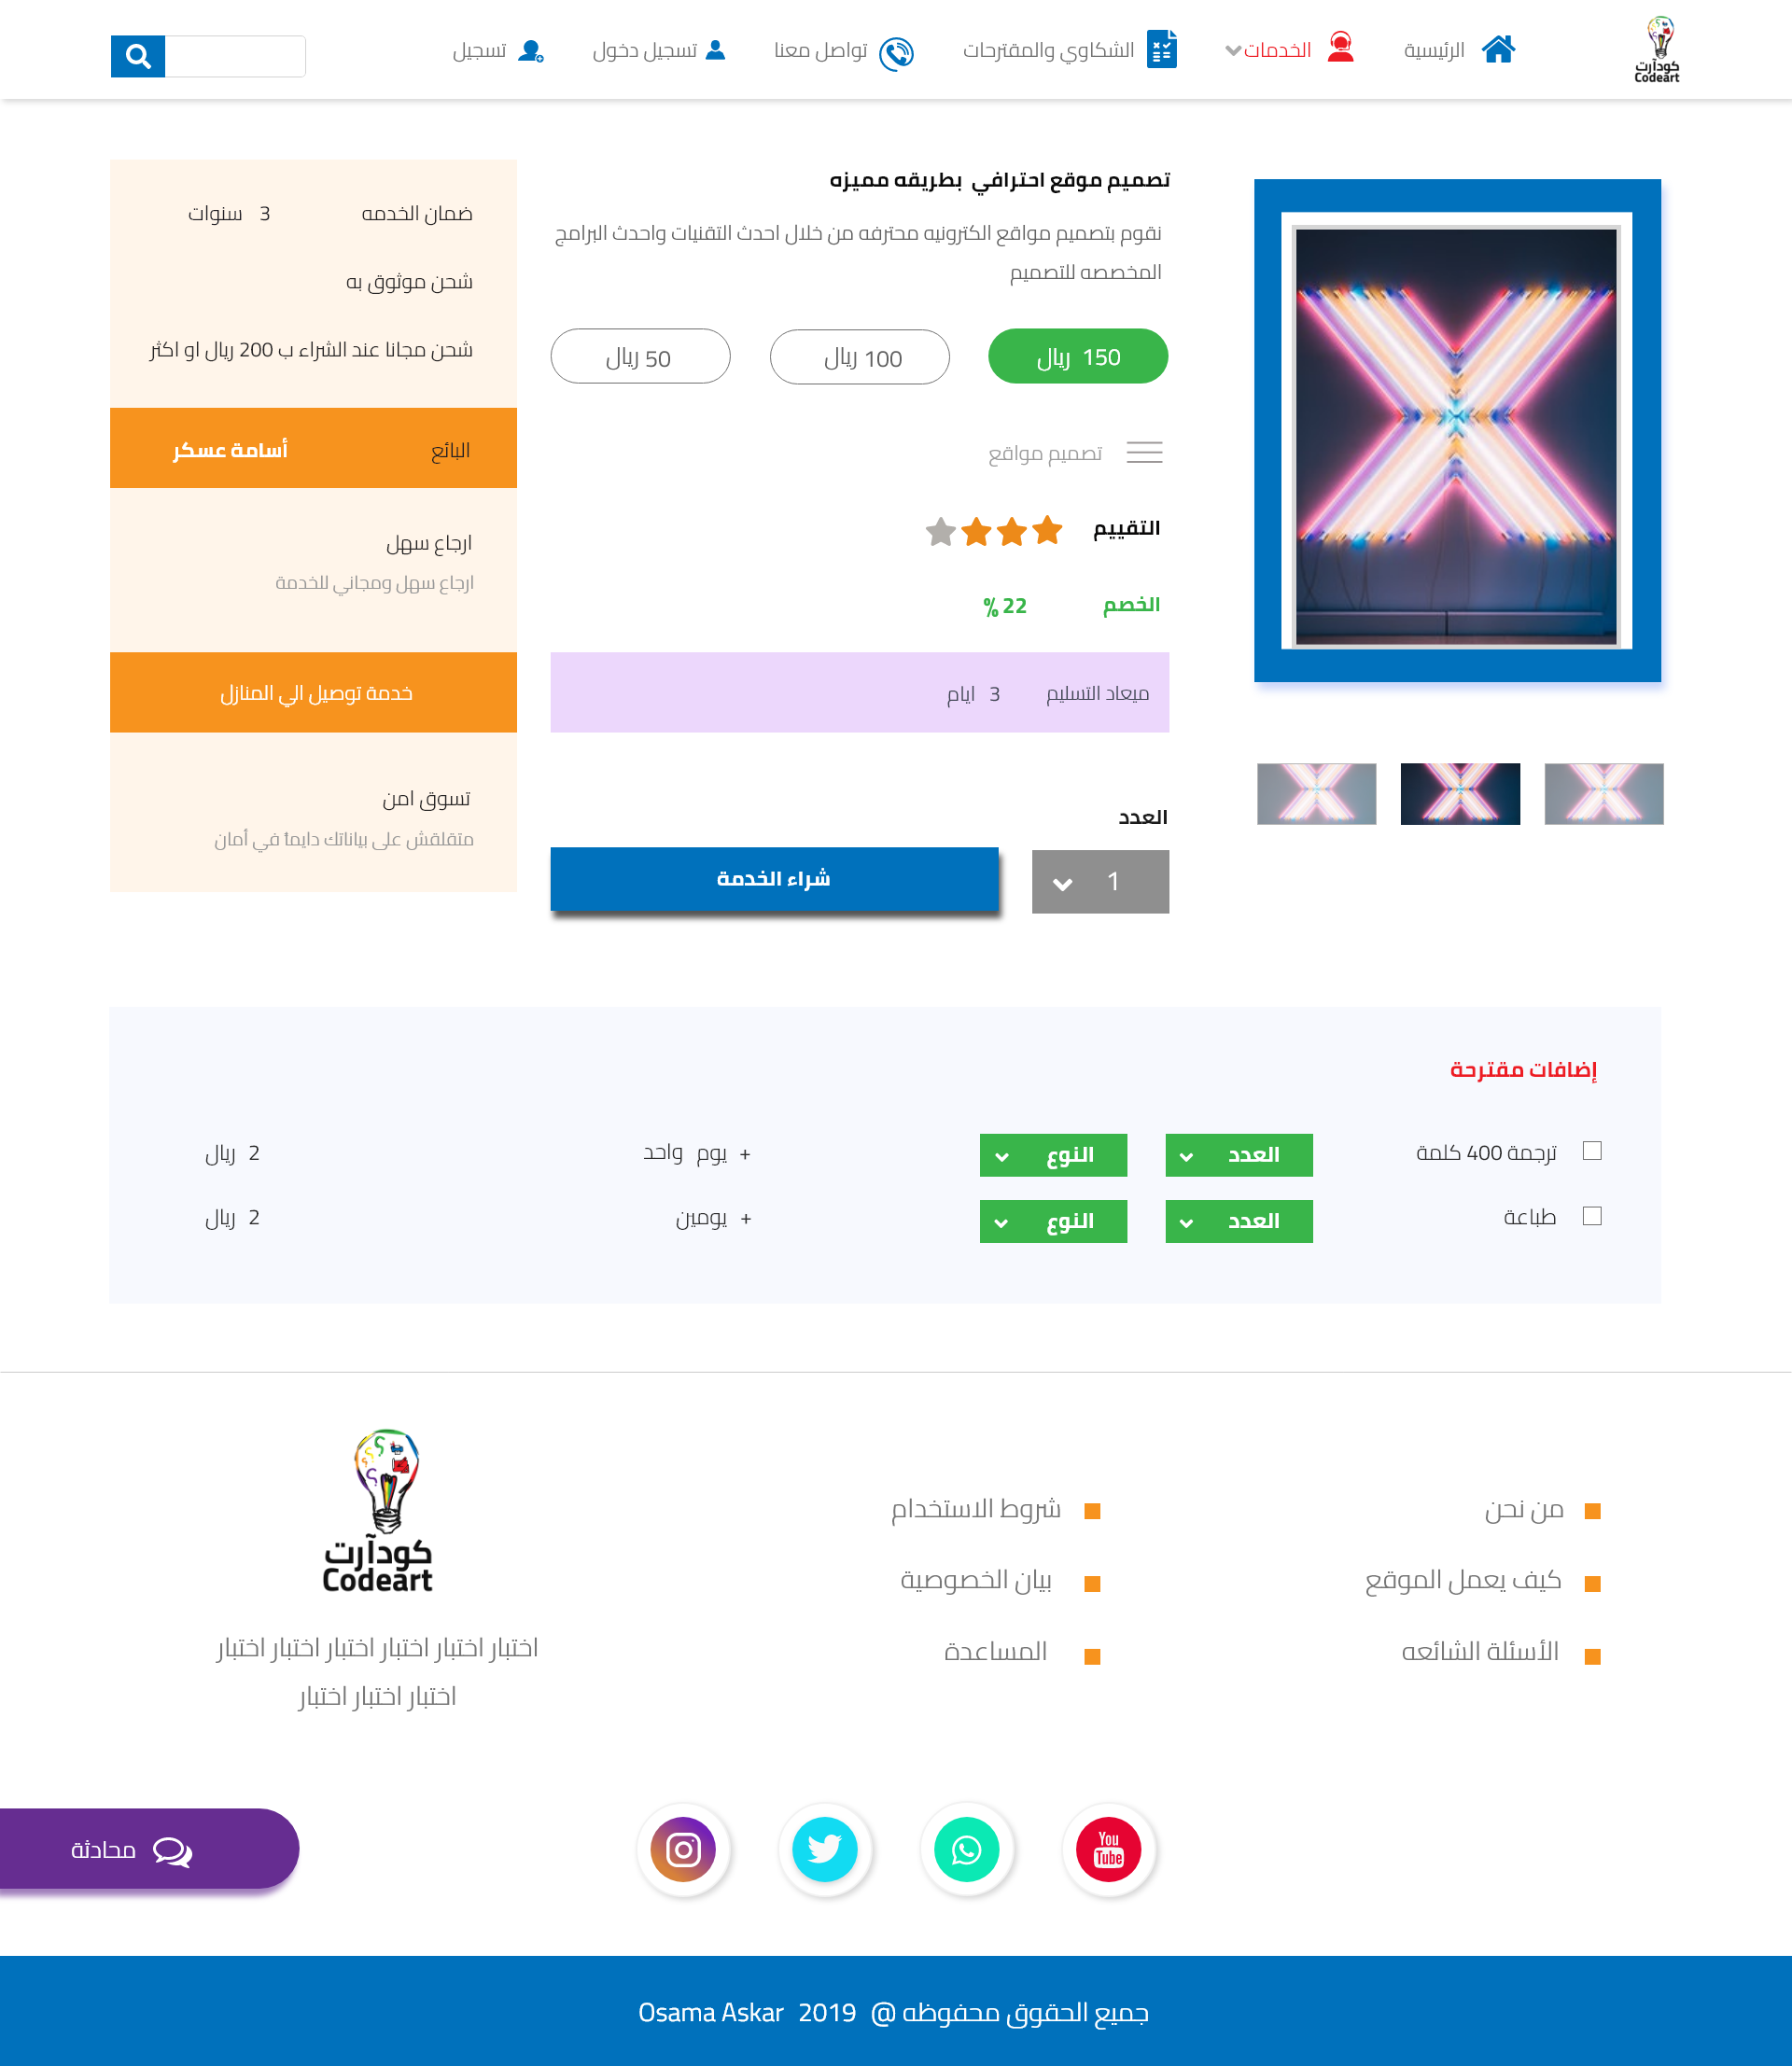 كودآرت
Codeart
الرئيسية
الخدمات
الشكاوي والمقترحات
تواصل معنا
تسجيل دخول
تسجيل
تصميم موقع احترافي بطريقه مميزه
نقوم بتصميم مواقع الكترونيه محترفه من خلال احدث التقنيات واحدث البرامج
المخصصه للتصميم
150 ريال
100 ريال
50 ريال
تصميم مواقع
التقييم
الخصم 22 %
ميعاد التسليم 3 ايام
العدد
1
شراء الخدمة
ضمان الخدمه 3 سنوات
شحن موثوق به
شحن مجانا عند الشراء ب 200 ريال او اكثر
البائع أسامة عسكر
ارجاع سهل
ارجاع سهل ومجاني للخدمة
خدمة توصيل الي المنازل
تسوق امن
متقلقش على بياناتك دايما في أمان
إضافات مقترحة
ترجمة 400 كلمة العدد النوع + يوم واحد 2 ريال
طباعة العدد النوع + يومين 2 ريال
من نحن
كيف يعمل الموقع
الأسئلة الشائعه
شروط الاستخدام
بيان الخصوصية
المساعدة
كودآرت
Codeart
اختبار اختبار اختبار اختبار اختبار اختبار
اختبار اختبار اختبار
You
Tube
محادثة
جميع الحقوق محفوظه @ 2019 Osama Askar